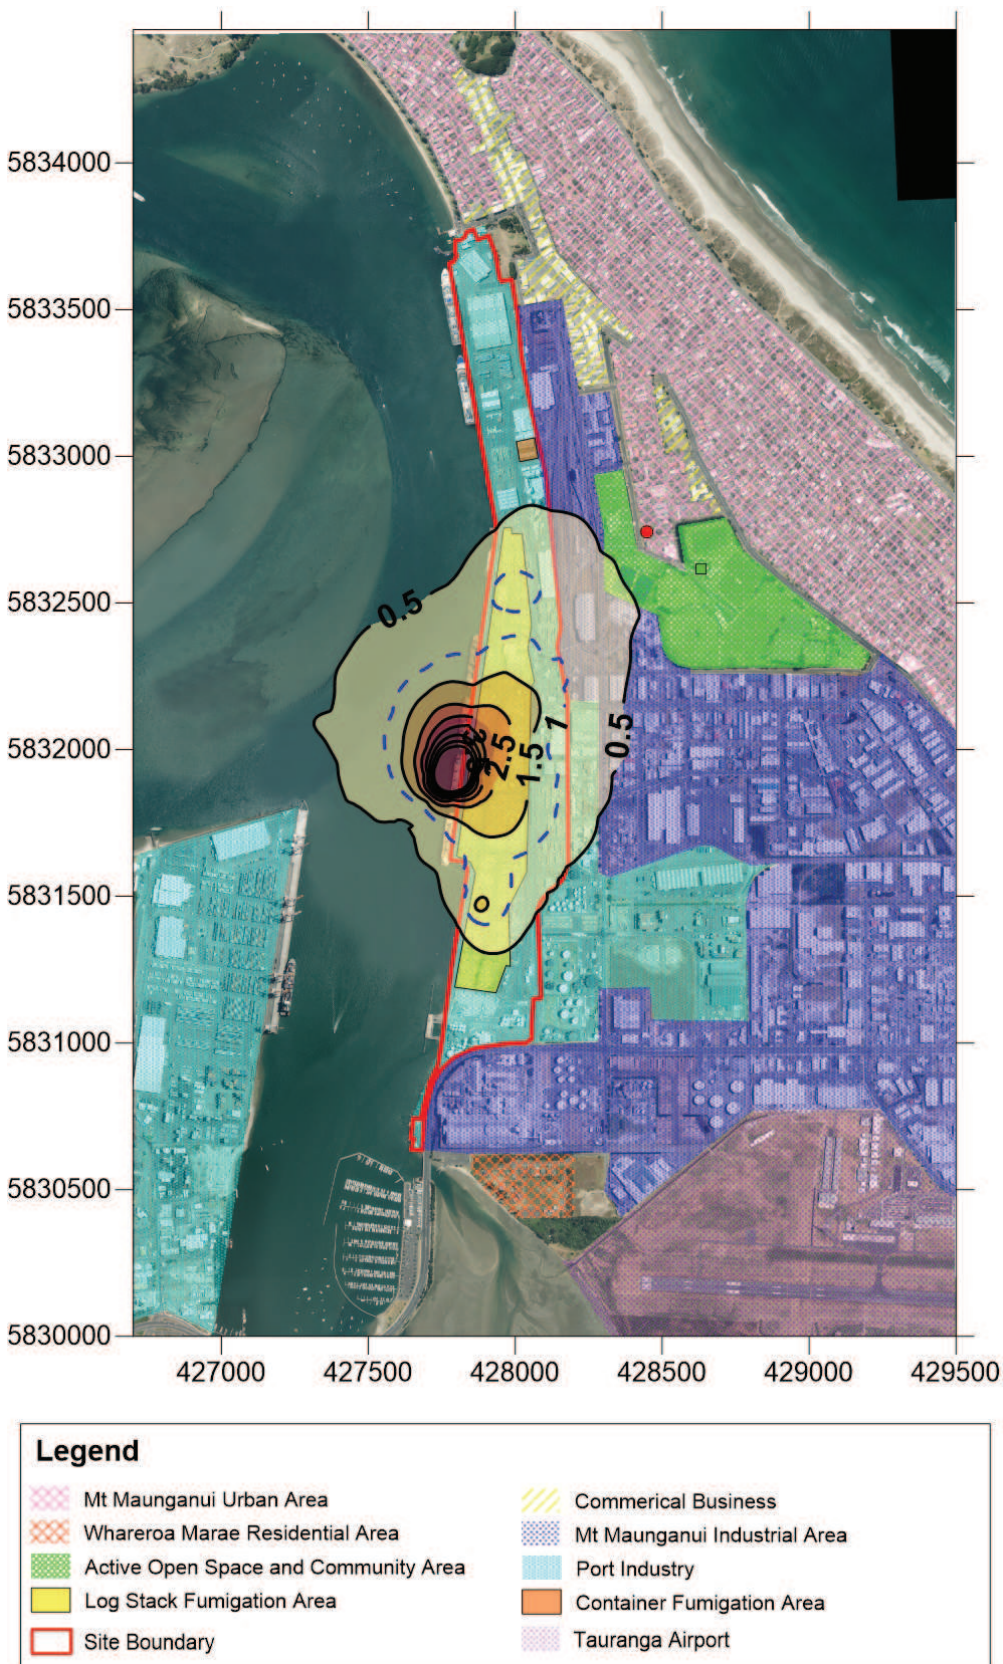 5834000
5833500
5833000
5832500
5832000
5831500
5831000
5830500
5830000
0.5
1
0.5
1.5
2.5
427000 427500 428000 428500 429000 429500
Legend
Mt Maunganui Urban Area
Whareroa Marae Residential Area
Active Open Space and Community Area
Log Stack Fumigation Area
Site Boundary
Commerical Business
Mt Maunganui Industrial Area
Port Industry
Container Fumigation Area
Tauranga Airport